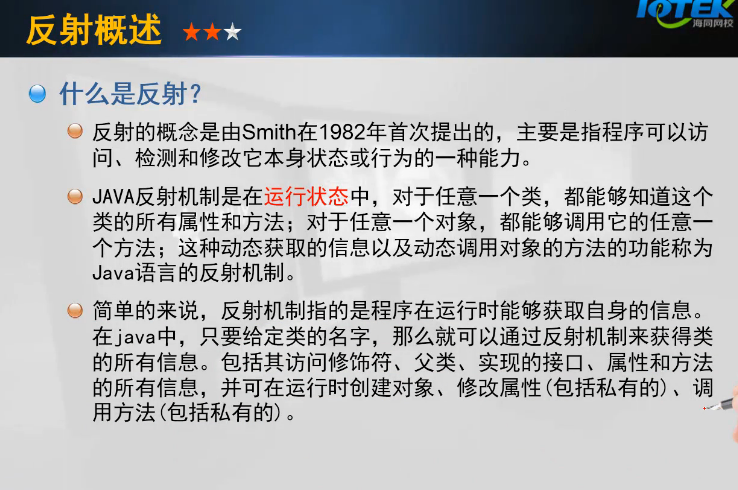 反射概述
IOTEK
海同网校
什么是反射?
反射的概念是由Smith在1982年首次提出的，主要是指程序可以访
问、检测和修改它本身状态或行为的一种能力。
JAVA反射机制是在运行状态中，对于任意一个类，都能够知道这个
类的所有属性和方法；对于任意一个对象，都能够调用它的任意一
个方法；这种动态获取的信息以及动态调用对象的方法的功能称为
Java语言的反射机制。
简单的来说，反射机制指的是程序在运行时能够获取自身的信息。
在java中，只要给定类的名字，那么就可以通过反射机制来获得类
的所有信息。包括其访问修饰符、父类、实现的接口、属性和方法
的所有信息，并可在运行时创建对象、修改属性(包括私有的)、调
用方法(包括私有的)。